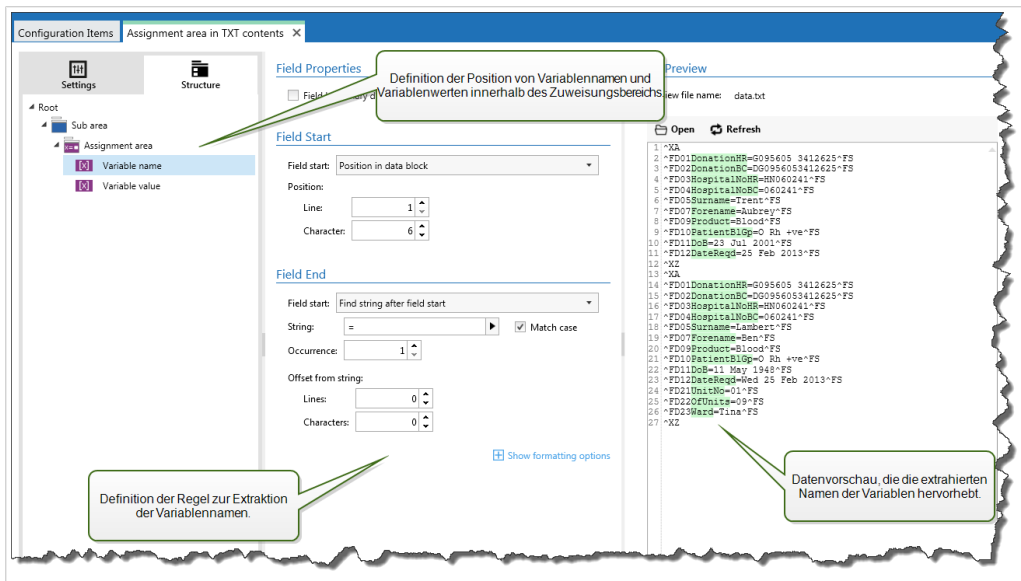 Configuration Items
Assignment area in TXT contents ×
Settings
Structure
Root
Sub area
Assignment area
Variable name
Variable value
Definition der Position von Variablennamen und
Variablenwerten innerhalb des Zuweisungsbereichs.
Field Properties
Field Start
Field start: Position in data block
Position:
Line: 1
Character: 6
Field End
Field start: Find string after field start
String: = Match case
Occurrence: 1
Offset from string:
Lines: 0
Characters: 0
Show formatting options
Definition der Regel zur Extraktion
der Variablennamen.
Preview
file name: data.txt
Open Refresh
1 ^XA
2 ^FD01DonationHR=G095605 3412625^FS
3 ^FD02DonationBC=DG0956053412625^FS
4 ^FD03HospitalNoHR=HN060241^FS
5 ^FD04HospitalNoBC=060241^FS
6 ^FD05Surname=Trent^FS
7 ^FD07Forename=Aubrey^FS
8 ^FD09Product=Blood^FS
9 ^FD10PatientBlGp=O Rh +ve^FS
10 ^FD11DoB=23 Jul 2001^FS
11 ^FD12DateReqd=25 Feb 2013^FS
12 ^XZ
13 ^XA
14 ^FD01DonationHR=G095605 3412625^FS
15 ^FD02DonationBC=DG0956053412625^FS
16 ^FD03HospitalNoHR=HN060241^FS
17 ^FD04HospitalNoBC=060241^FS
18 ^FD05Surname=Lambert^FS
19 ^FD07Forename=Ben^FS
20 ^FD09Product=Blood^FS
21 ^FD10PatientBlGp=O Rh +ve^FS
22 ^FD11DoB=11 May 1948^FS
23 ^FD12DateReqd=Wed 25 Feb 2013^FS
24 ^FD21UnitNo=01^FS
25 ^FD22OfUnits=09^FS
26 ^FD23Ward=Tina^FS
27 ^XZ
Datenvorschau, die die extrahierten
Namen der Variablen hervorhebt.